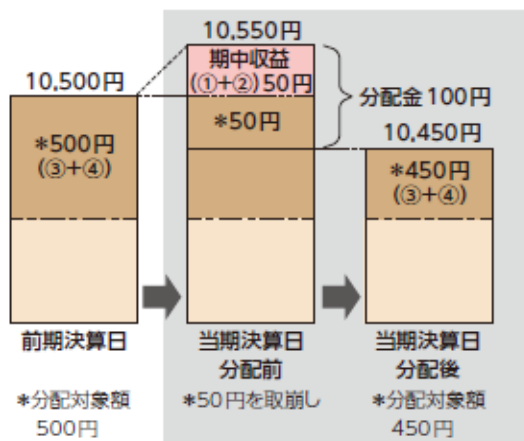 10,550円
期中収益
(①+②)50円
10,500円
分配金100円
*50円
*500円
(③+④)
10,450円
*450円
(③+④)
前期決算日
当期決算日
分配前
当期決算日
分配後
*分配対象額
500円
*50円を取崩し
*分配対象額
450円